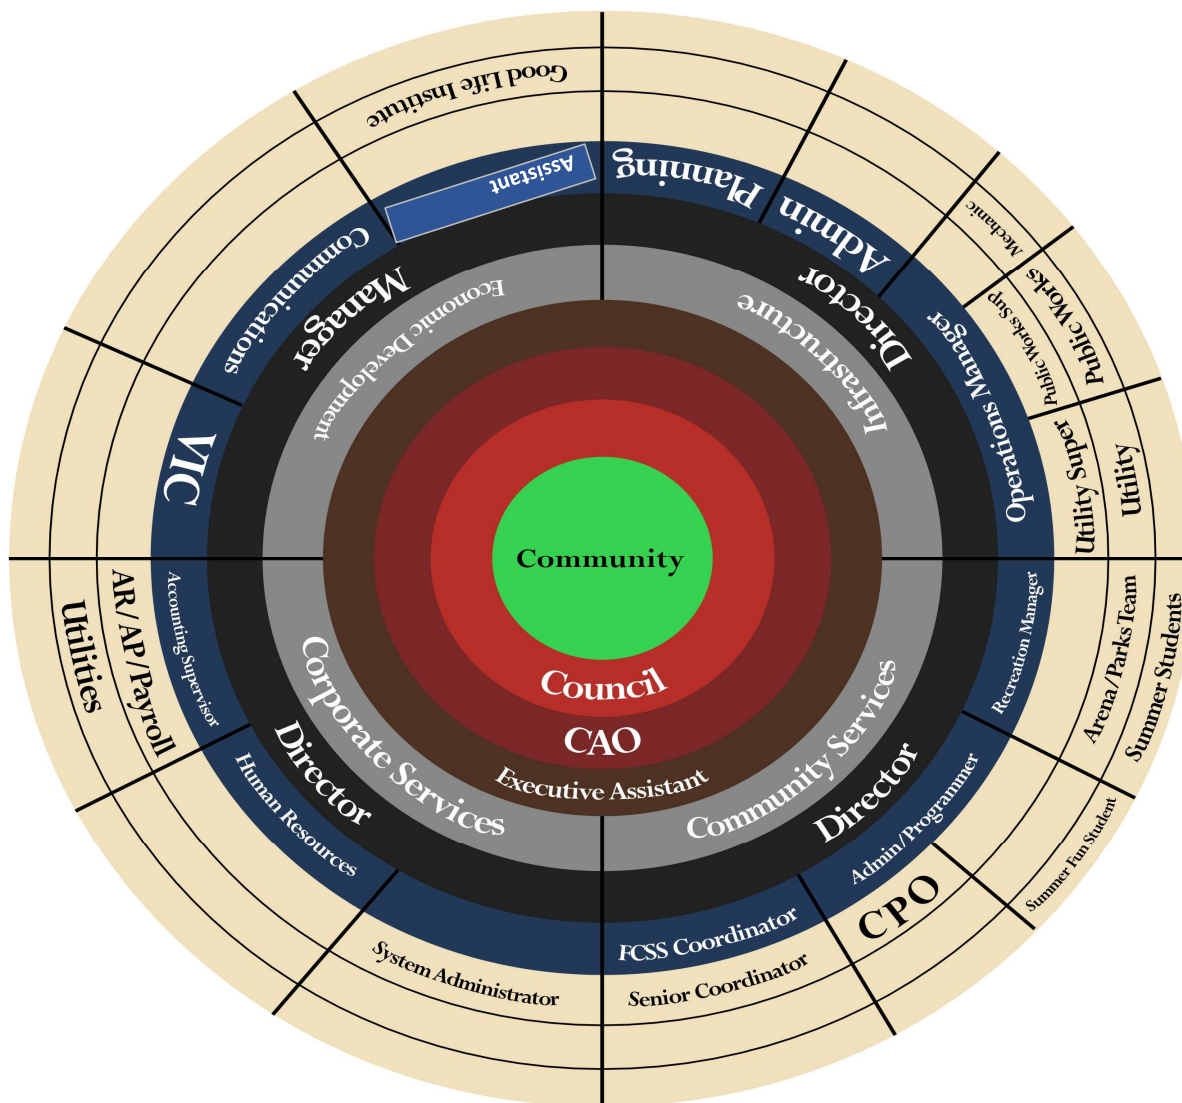 Community
Council
CAO
Executive Assistant
Economic Development
Manager
Assistant
Good Life Institute
Communications
VIC
Infrastructure
Director
Planning
Admin
Operations Manager
Mechanic
Public Works Sup
Public Works
Utility Super
Utility
Community Services
Director
Recreation Manager
Arena/Parks Team
Summer Students
Admin/Programmer
Summer Fun Student
CPO
FCSS Coordinator
Senior Coordinator
Corporate Services
Director
Accounting Supervisor
AR/AP/Payroll
Utilities
Human Resources
System Administrator